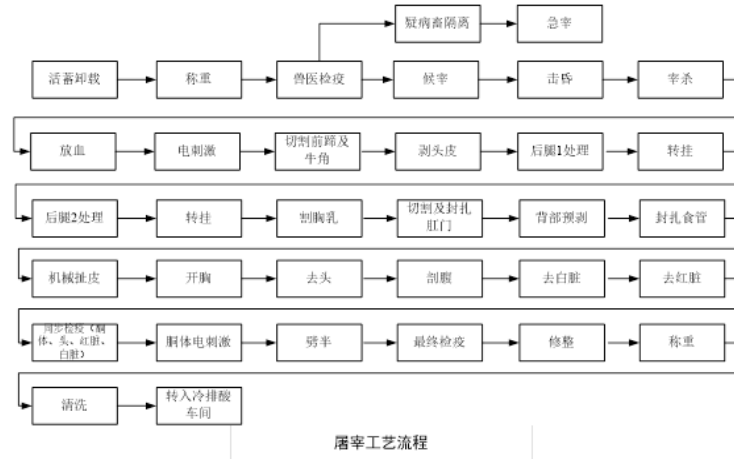 疑病畜隔离
急宰
活蓄卸载
称重
兽医检疫
候宰
击昏
宰杀
放血
电刺激
切割前蹄及
牛角
剥头皮
后腿1处理
转挂
后腿2处理
转挂
割胸乳
切割及封扎
肛门
背部预剥
封扎食管
机械扯皮
开胸
去头
剖腹
去白脏
去红脏
同步检疫（酮
体、头、红脏、
白脏）
胴体电刺激
劈半
最终检疫
修整
称重
清洗
转入冷排酸
车间
屠宰工艺流程